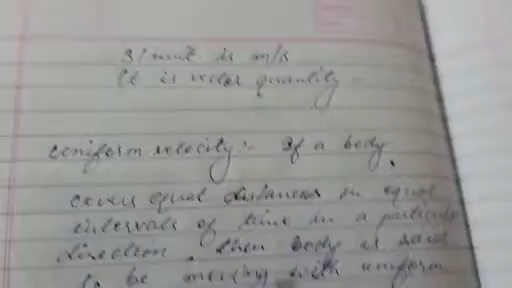 SI unit is m/s
It is vector quantity -
Uniform velocity :- If a body
covers equal distances in equal
intervals of time in a particular
direction, then body is said
to be moving with uniform